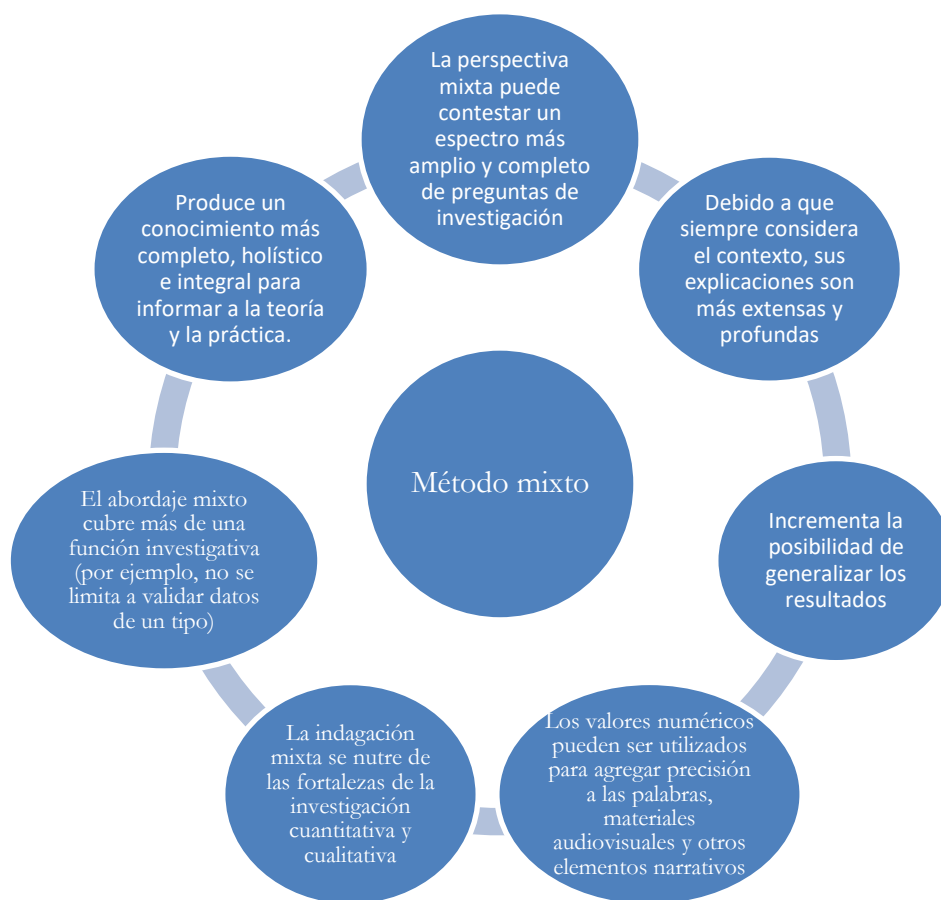 La perspectiva
mixta puede
contestar un
espectro más
amplio y completo
de preguntas de
investigación
Debido a que
siempre considera
el contexto, sus
explicaciones son
más extensas y
profundas
Incrementa la
posibilidad de
generalizar los
resultados
Los valores numéricos
pueden ser utilizados
para agregar precisión
a las palabras,
materiales
audiovisuales y otros
elementos narrativos
La indagación
mixta se nutre de
las fortalezas de la
investigación
cuantitativa y
cualitativa
El abordaje mixto
cubre más de una
función investigativa
(por ejemplo, no se
limita a validar datos
de un tipo)
Produce un
conocimiento más
completo, holístico
e integral para
informar a la teoría
y la práctica.
Método mixto